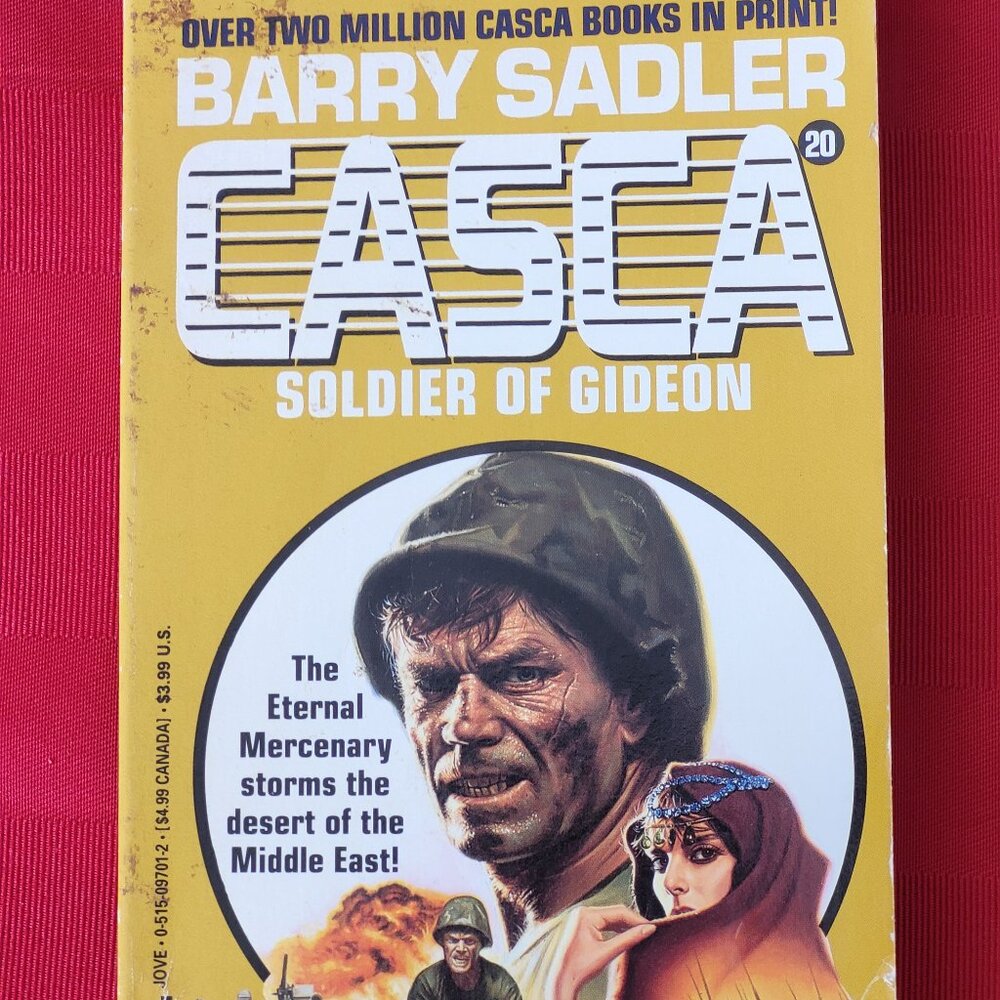 OVER TWO MILLION CASCA BOOKS IN PRINT!
BARRY SADLER
CASCA
20
SOLDIER OF GIDEON
The
Eternal
Mercenary
storms the
desert of the
Middle East!
JOVE • 0-515-09701-2 • [$4.99 CANADA] • $3.99 U.S.